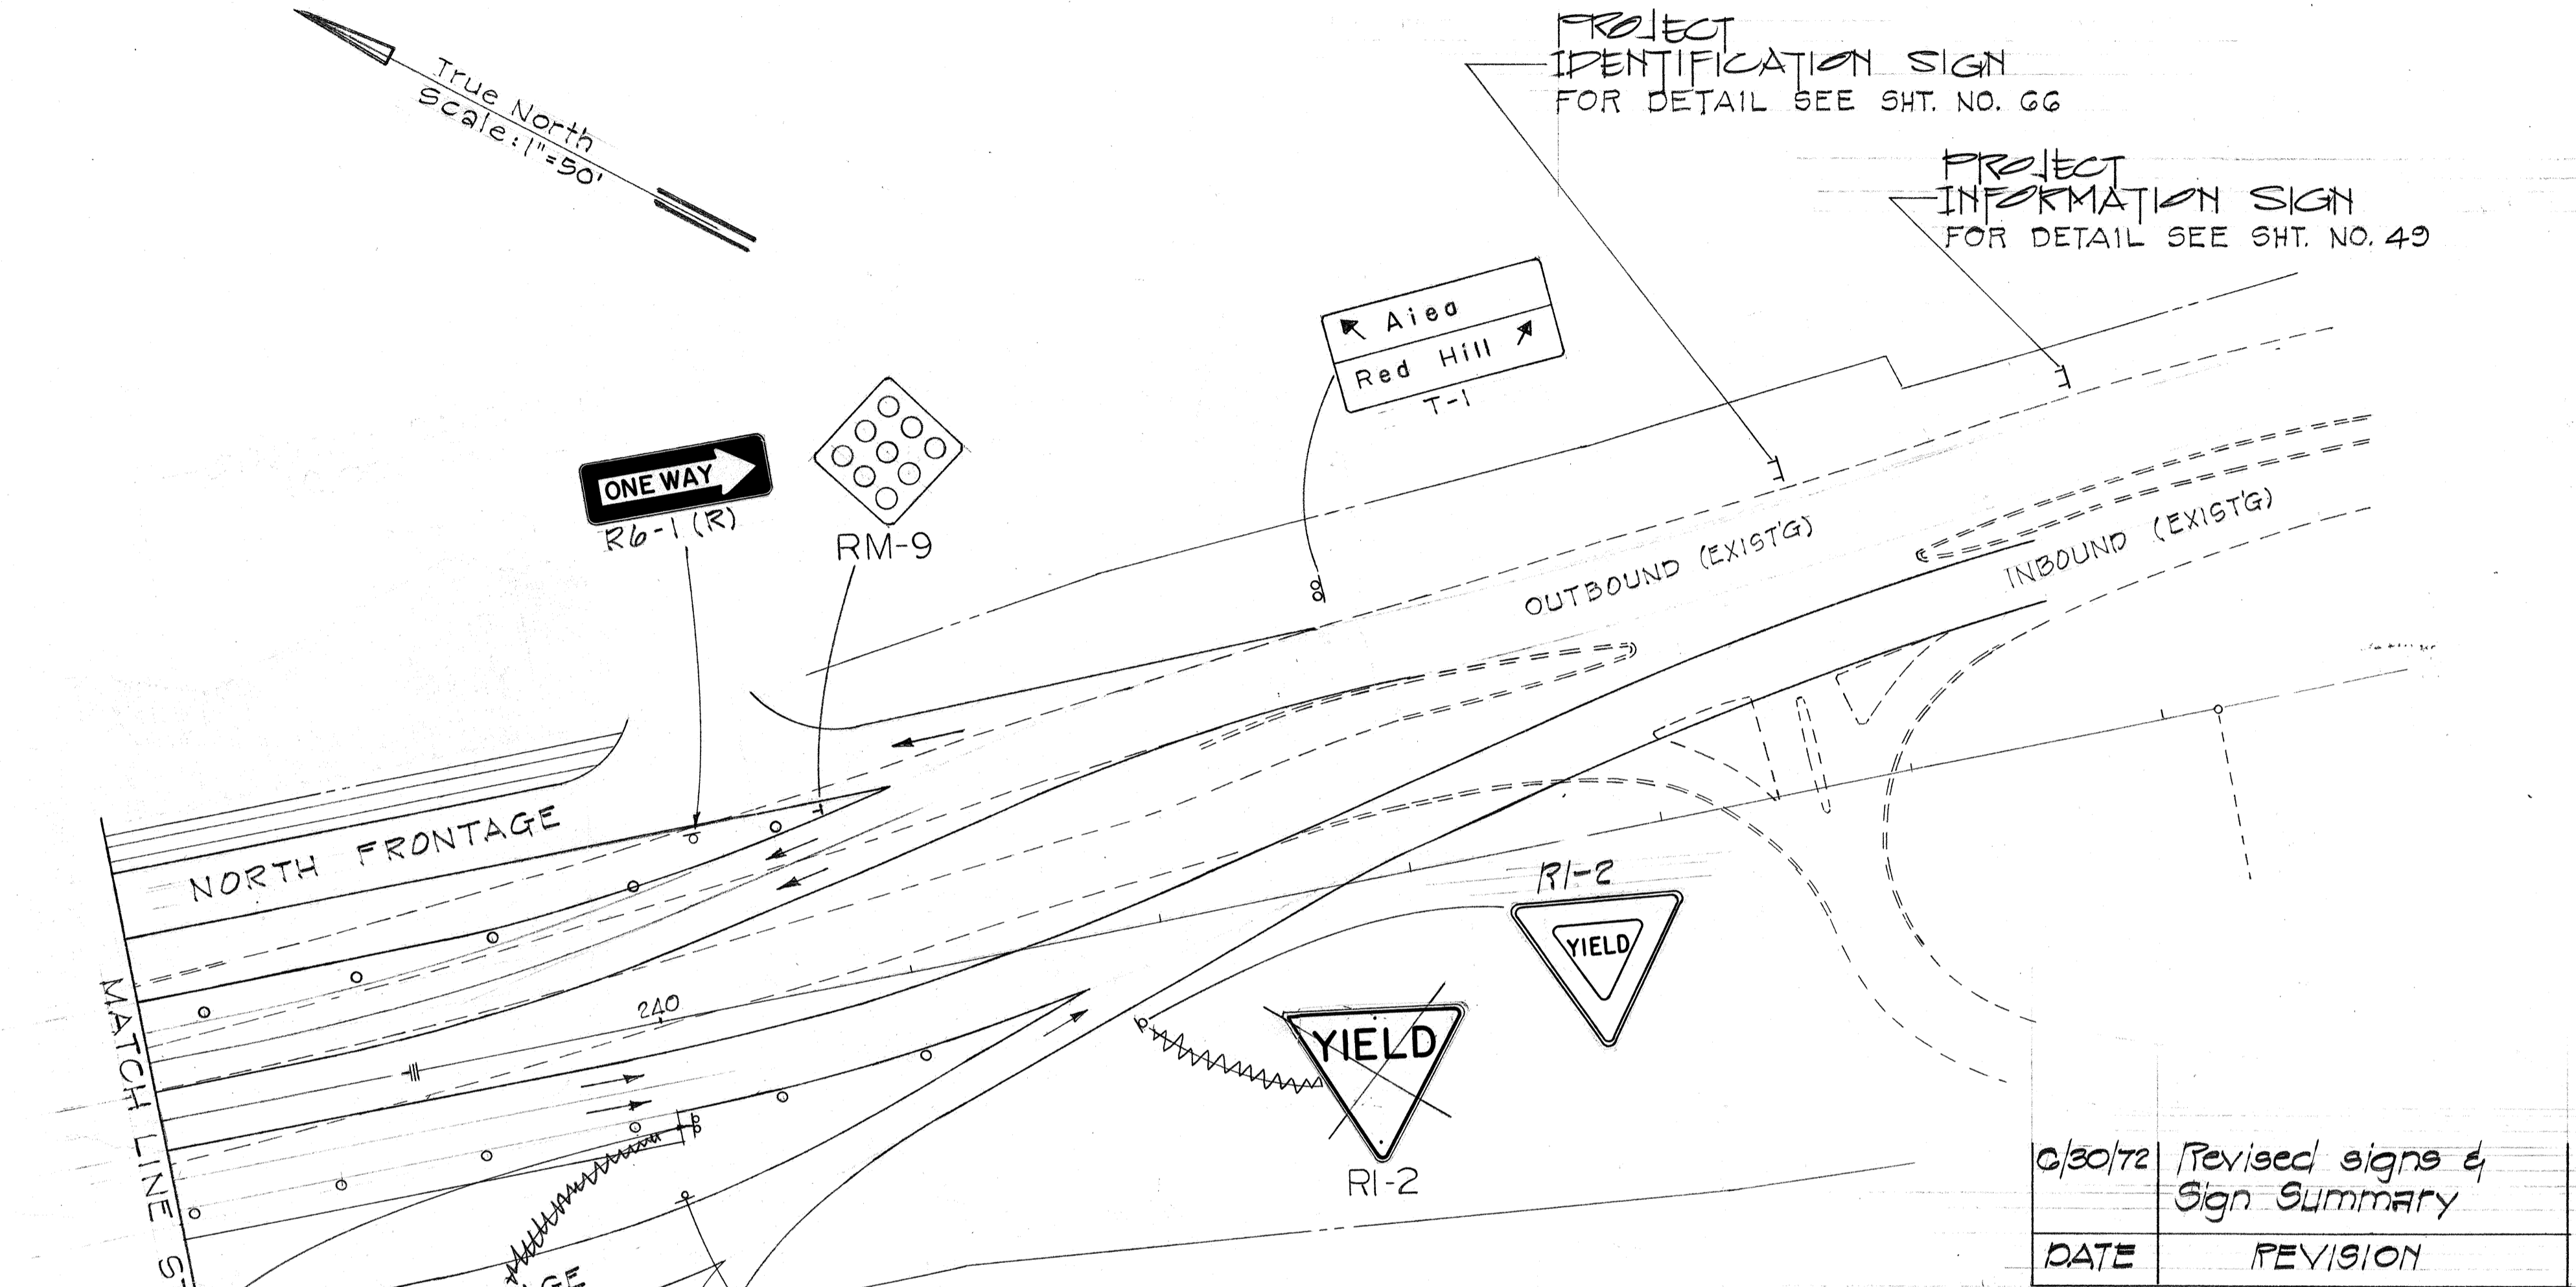 True North
Scale: 1"=50'
PROJECT
IDENTIFICATION SIGN
FOR DETAIL SEE SHT. NO. 66
PROJECT
INFORMATION SIGN
FOR DETAIL SEE SHT. NO. 49
Aiea
Red Hill
T-1
ONE WAY
R6-1 (R)
RM-9
OUTBOUND (EXIST'G)
INBOUND (EXIST'G)
NORTH FRONTAGE
240
R1-2
YIELD
YIELD
R1-2
MATCH LINE
6/30/72 Revised signs &
Sign Summary
DATE REVISION